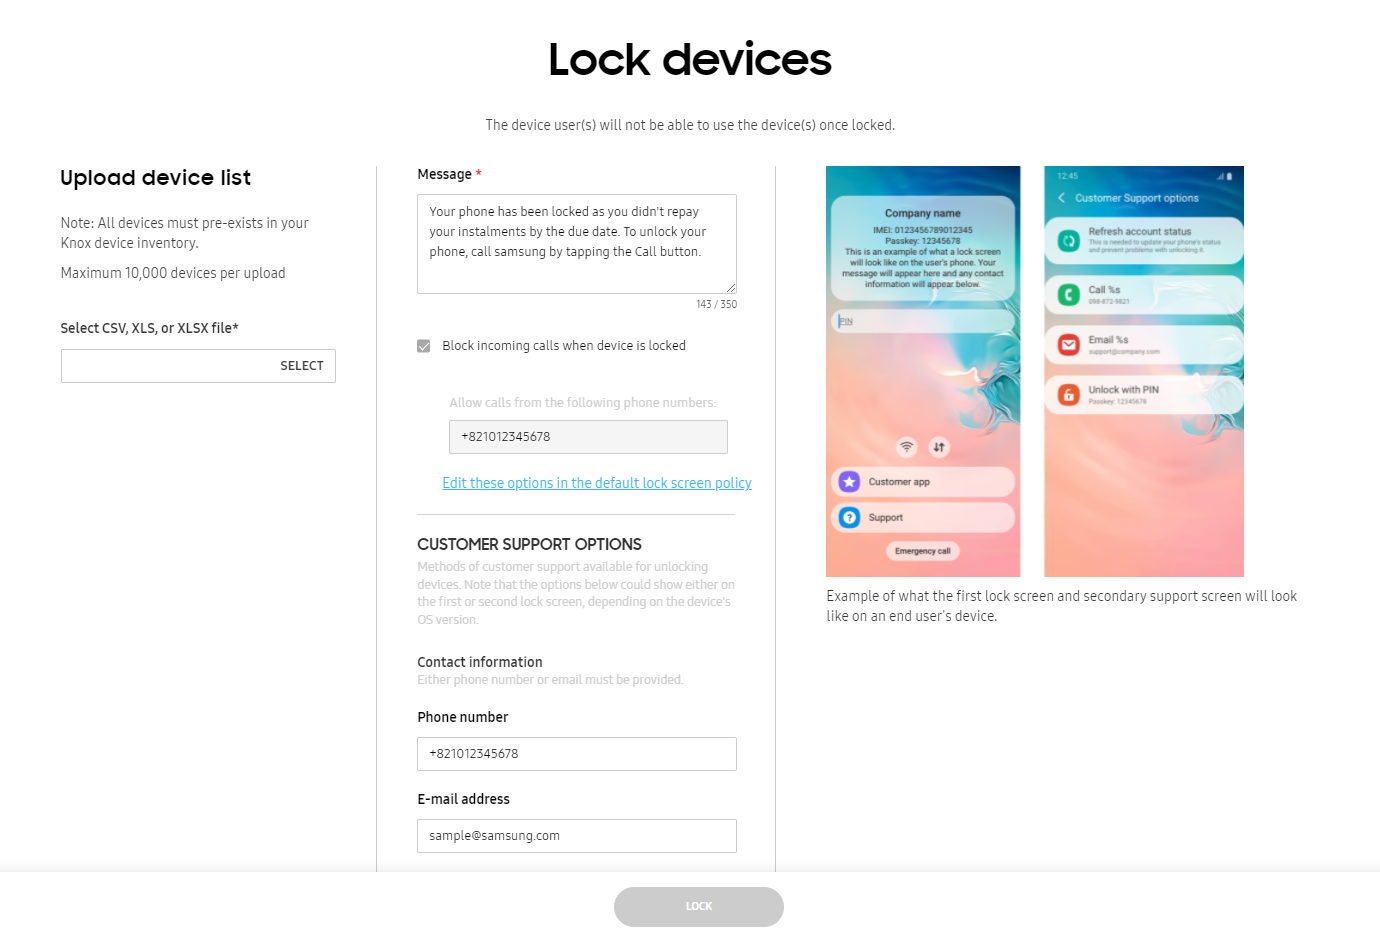 Lock devices
The device user(s) will not be able to use the device(s) once locked.
Upload device list
Note: All devices must pre-exists in your
Knox device inventory.
Maximum 10,000 devices per upload
Select CSV, XLS, or XLSX file*
SELECT
Message *
Your phone has been locked as you didn't repay
your instalments by the due date. To unlock your
phone, call samsung by tapping the Call button.
143 / 350
Block incoming calls when device is locked
Allow calls from the following phone numbers:
+821012345678
Edit these options in the default lock screen policy
CUSTOMER SUPPORT OPTIONS
Methods of customer support available for unlocking
devices. Note that the options below could show either on
the first or second lock screen, depending on the device's
OS version.
Contact information
Either phone number or email must be provided.
Phone number
+821012345678
E-mail address
sample@samsung.com
Company name
IMEI: 0123456789012345
Passkey: 12345678
This is an example of what a lock screen
will look like on the user's phone. Your
message will appear here and any contact
information will appear below.
PIN
Customer app
Support
Emergency call
12:45
Customer Support options
Refresh account status
This is needed to update your phone's status
and prevent problems with unlocking it.
Call %s
098-872-9821
Email %s
support@company.com
Unlock with PIN
Passkey: 12345678
Example of what the first lock screen and secondary support screen will look
like on an end user's device.
LOCK